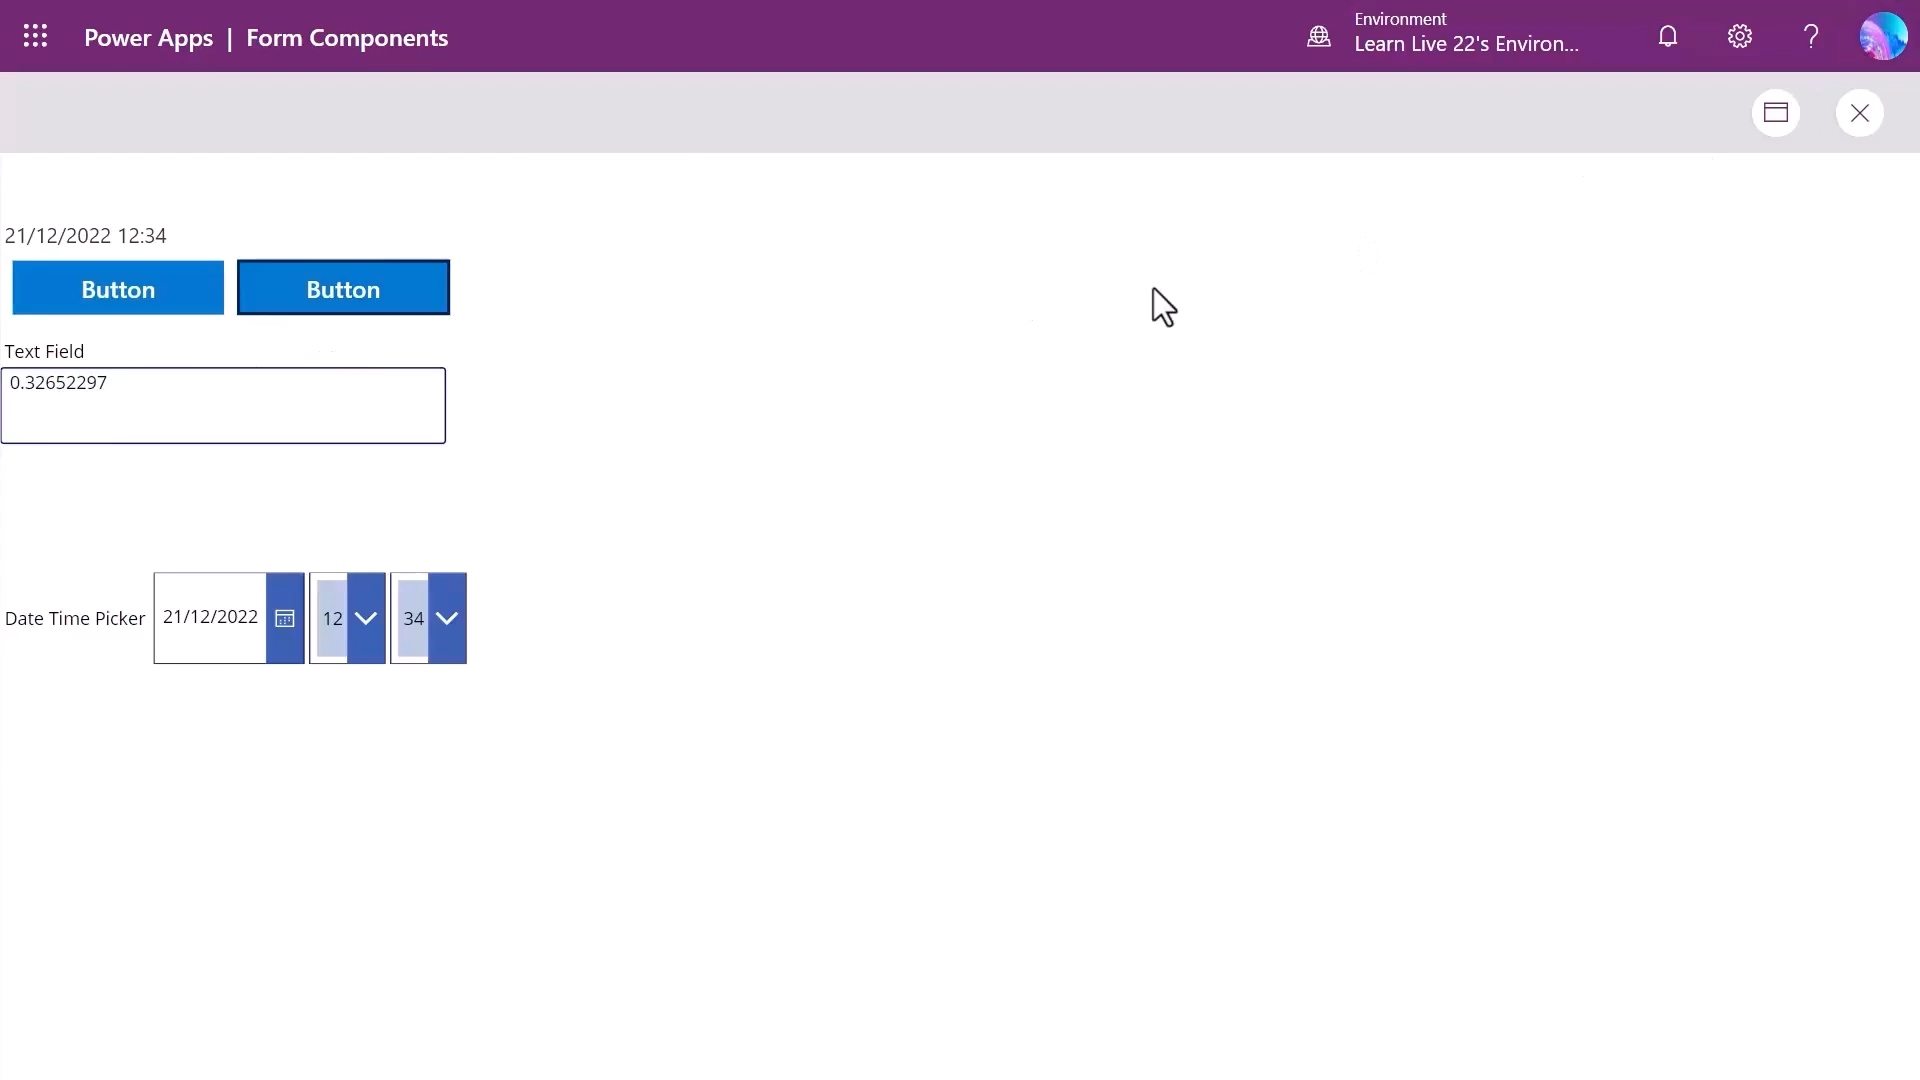 Power Apps | Form Components
Environment
Learn Live 22's Environ...
21/12/2022 12:34
Button
Button
Text Field
0.32652297
Date Time Picker
21/12/2022
12
34